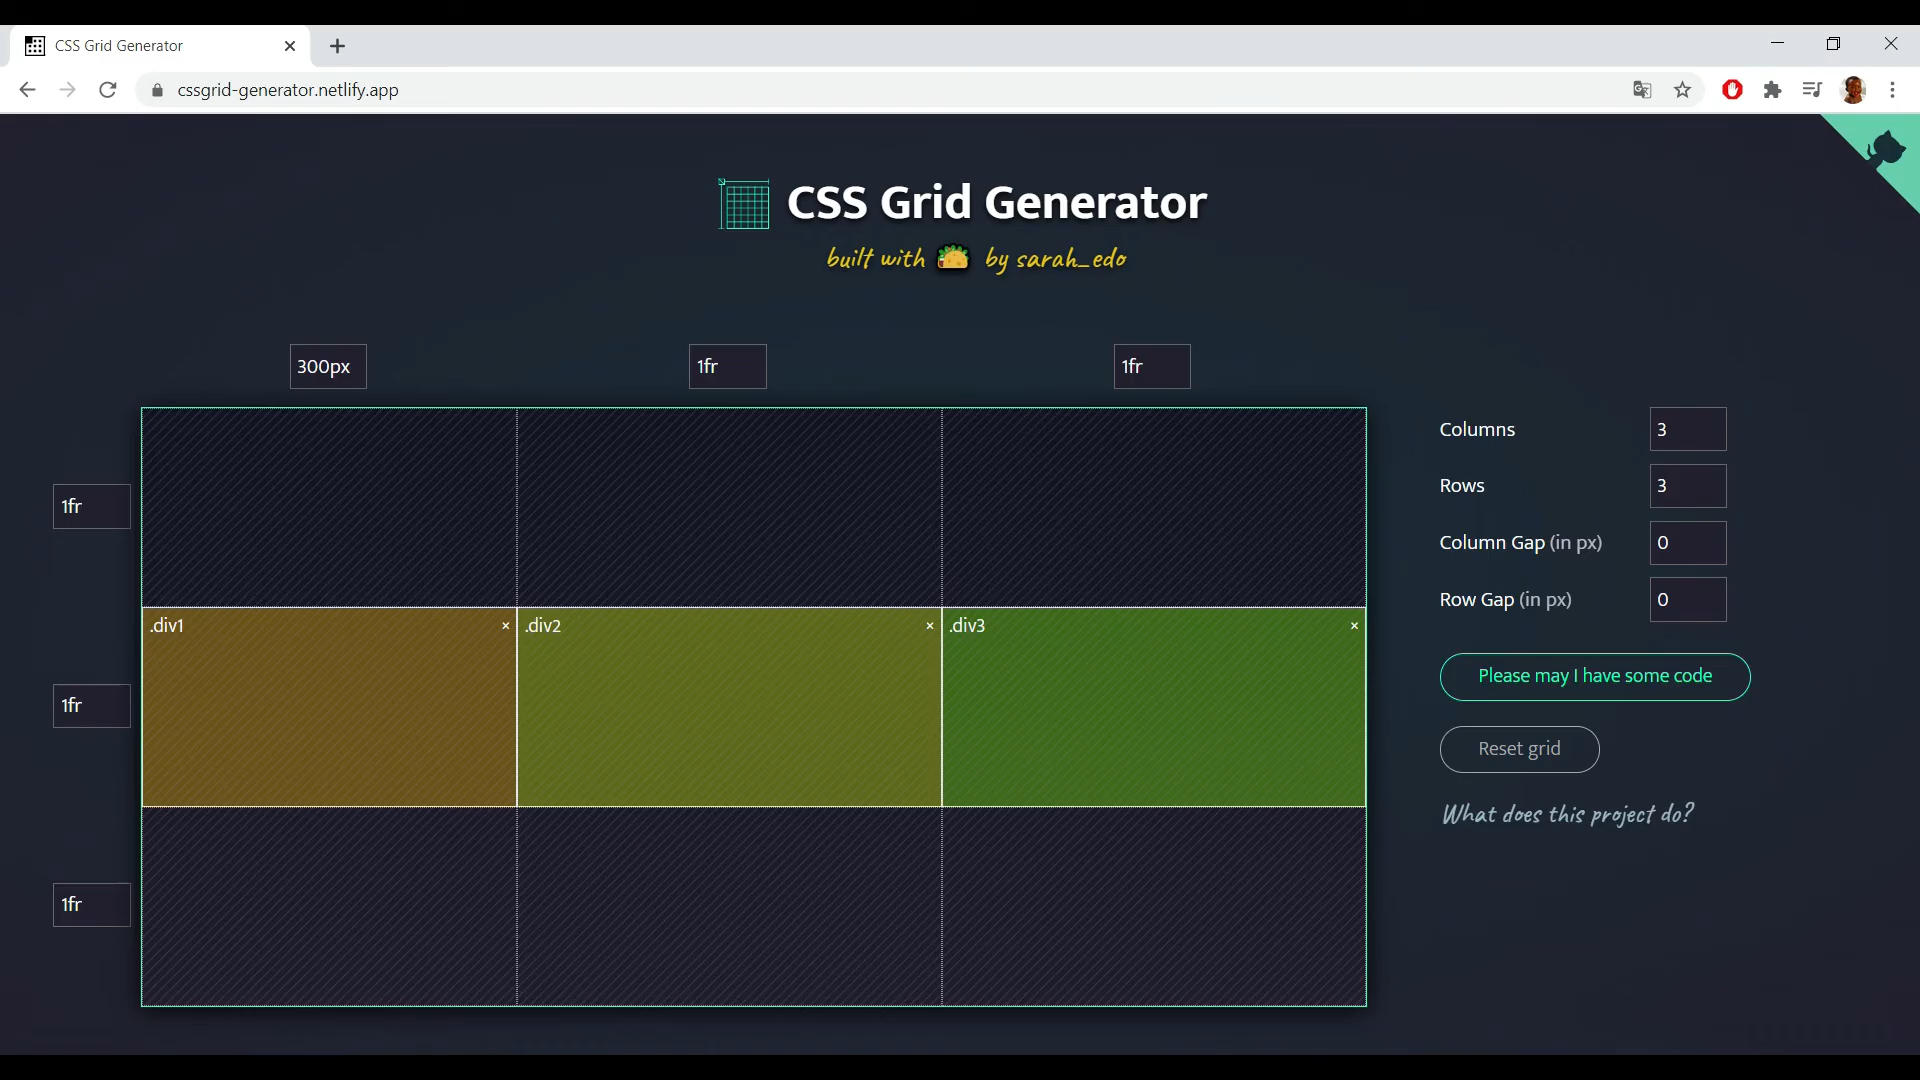 CSS Grid Generator
cssgrid-generator.netlify.app
CSS Grid Generator
built with 🌮 by sarah_edo
300px
1fr
1fr
1fr
1fr
1fr
.div1 ×
.div2 ×
.div3 ×
Columns 3
Rows 3
Column Gap (in px) 0
Row Gap (in px) 0
Please may I have some code
Reset grid
What does this project do?